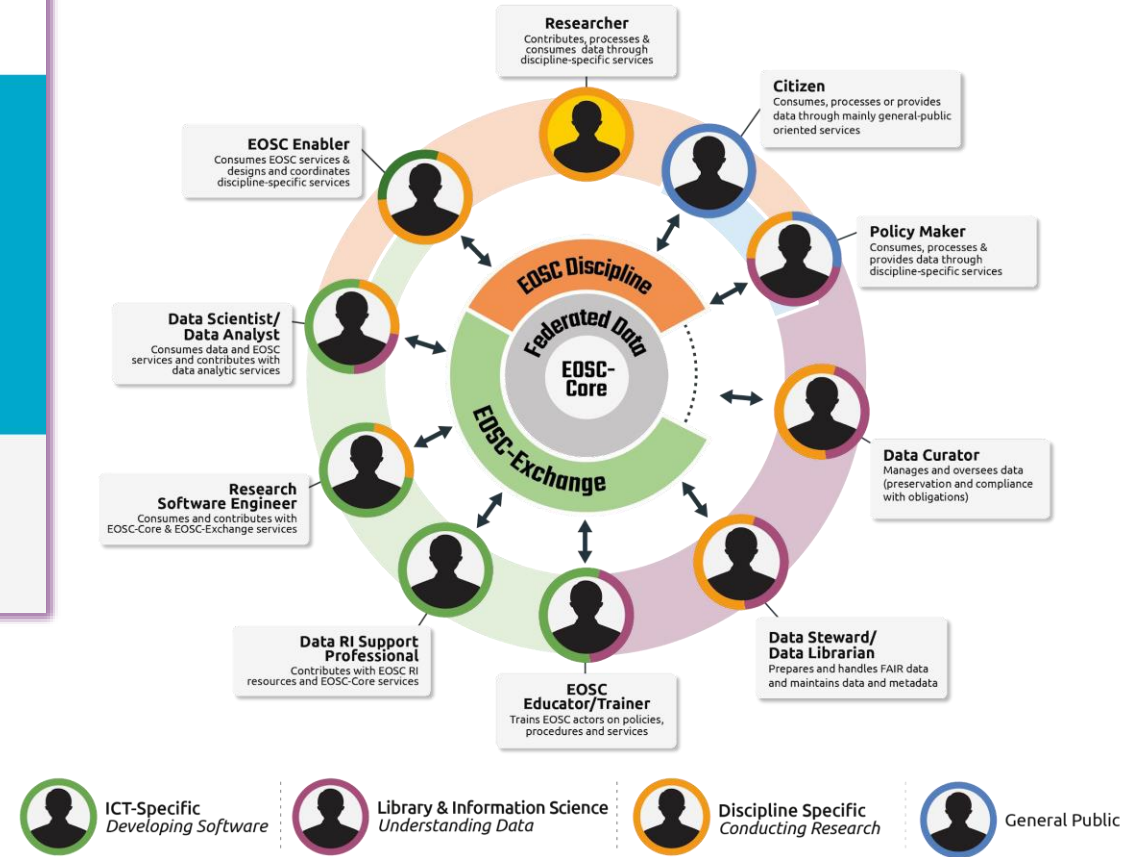 Researcher
Contributes, processes &
consumes data through
discipline-specific services
Citizen
Consumes, processes or provides
data through mainly general-public
oriented services
EOSC Enabler
Consumes EOSC services &
designs and coordinates
discipline-specific services
Policy Maker
Consumes, processes &
provides data through
discipline-specific services
EOSC Discipline
Federated Data
EOSC-
Core
EOSC-Exchange
Data Scientist/
Data Analyst
Consumes data and EOSC
services and contributes with
data analytic services
Data Curator
Manages and oversees data
(preservation and compliance
with obligations)
Research
Software Engineer
Consumes and contributes with
EOSC-Core & EOSC-Exchange services
Data RI Support
Professional
Contributes with EOSC RI
resources and EOSC-Core services
EOSC
Educator/Trainer
Trains EOSC actors on policies,
procedures and services
Data Steward/
Data Librarian
Prepares and handles FAIR data
and maintains data and metadata
ICT-Specific
Developing Software
Library & Information Science
Understanding Data
Discipline Specific
Conducting Research
General Public